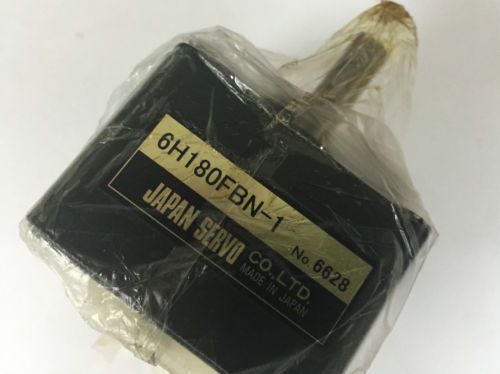 6H180FBN-1
No. 6628
JAPAN SERVO CO.,LTD.
MADE IN JAPAN